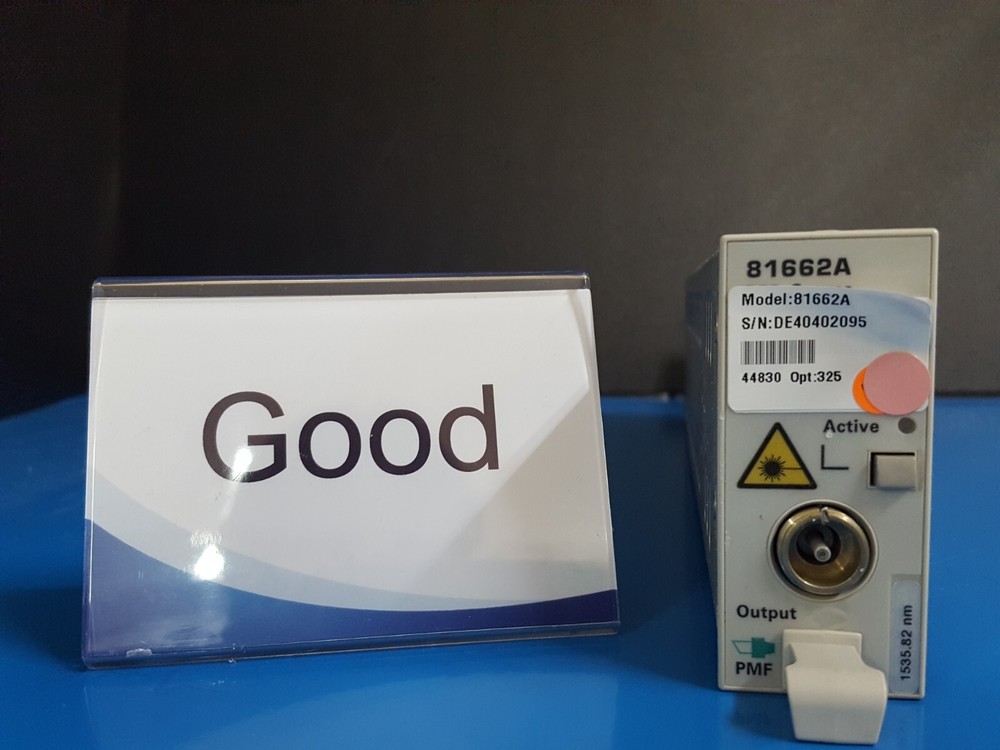 Good
81662A
Model:81662A
S/N:DE40402095
44830 Opt:325
Active
Output
PMF
1535.82 nm